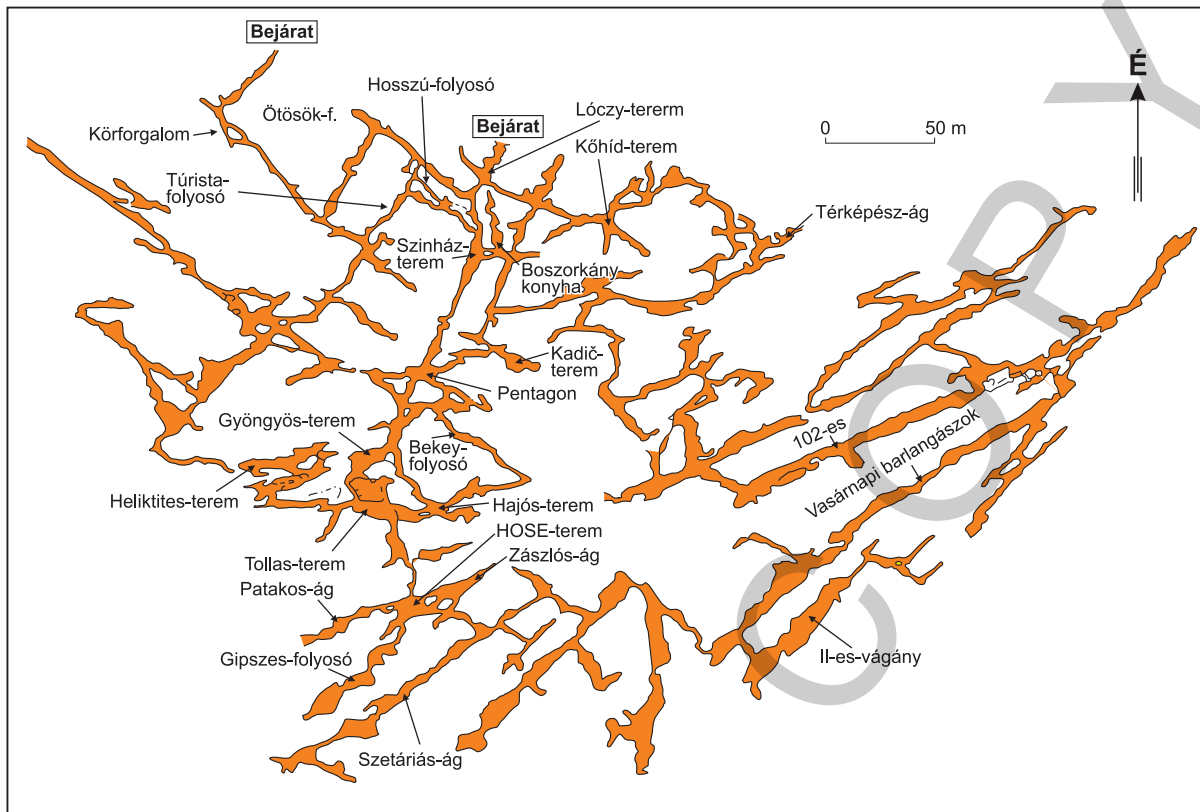 Bejárat
Hosszú-folyosó
Ötösök-f.
Bejárat
Lóczy-tererm
É
0 50 m
Körforgalom
Kőhíd-terem
Túrista-
folyosó
Térképész-ág
Szinház-
terem
Boszorkány
konyha
Kadič-
terem
Pentagon
Gyöngyös-terem
Bekey-
folyosó
102-es
Vasárnapi barlangászok
Heliktites-terem
Hajós-terem
HOSE-terem
Tollas-terem
Zászlós-ág
Patakos-ág
Gipszes-folyosó
II-es-vágány
Szetáriás-ág
COPY